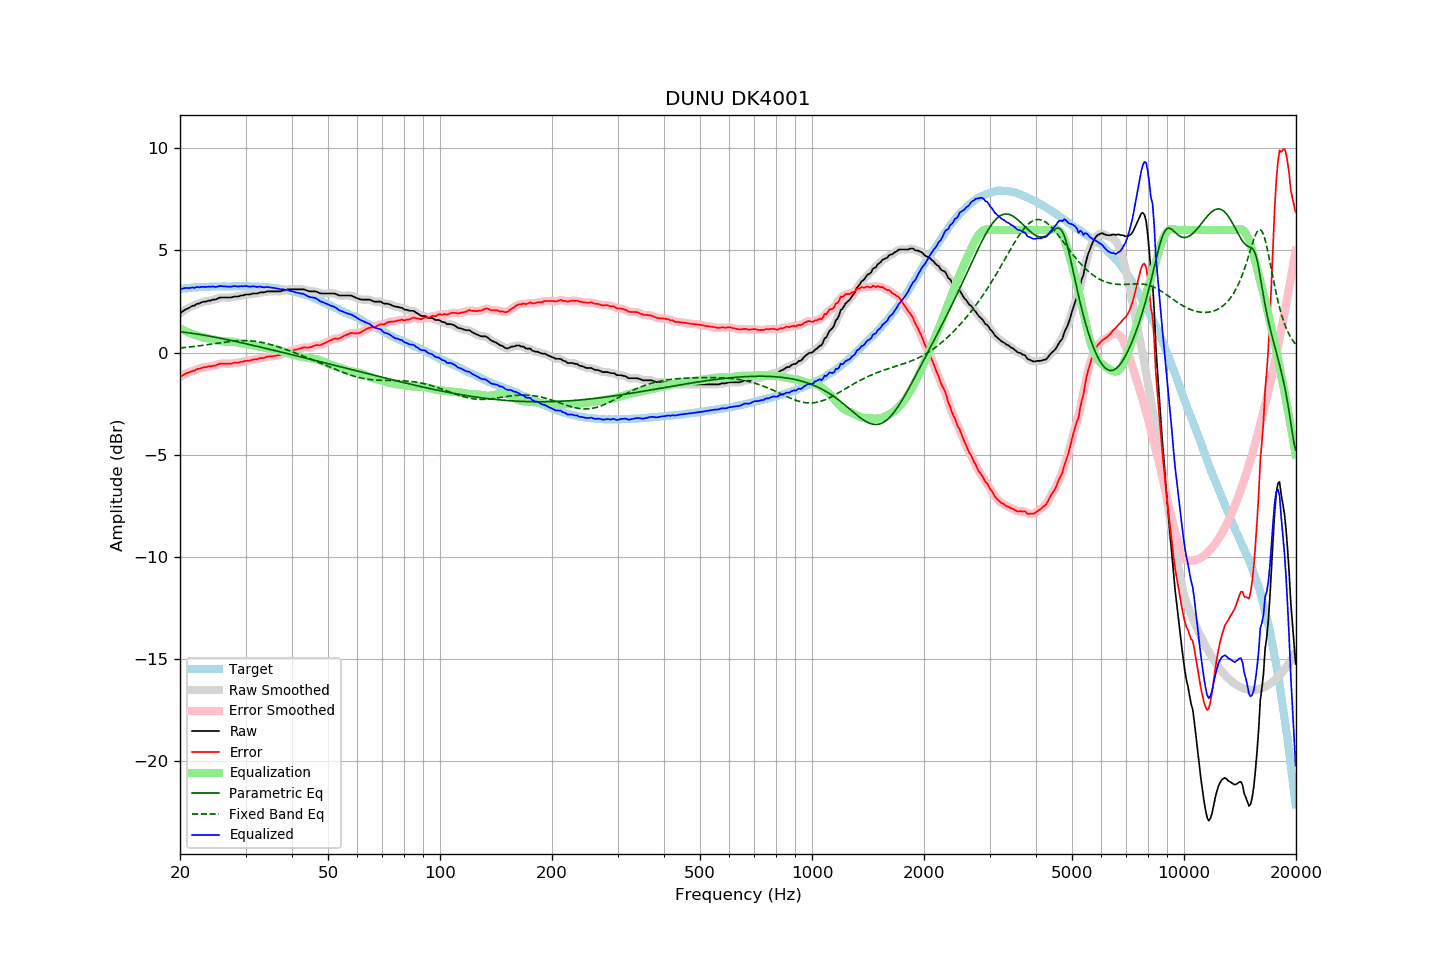 DUNU DK4001
Amplitude (dBr)
10
5
0
−5
−10
−15
−20
Target
Raw Smoothed
Error Smoothed
Raw
Error
Equalization
Parametric Eq
Fixed Band Eq
Equalized
20 50 100 200 500 1000 2000 5000 10000 20000
Frequency (Hz)